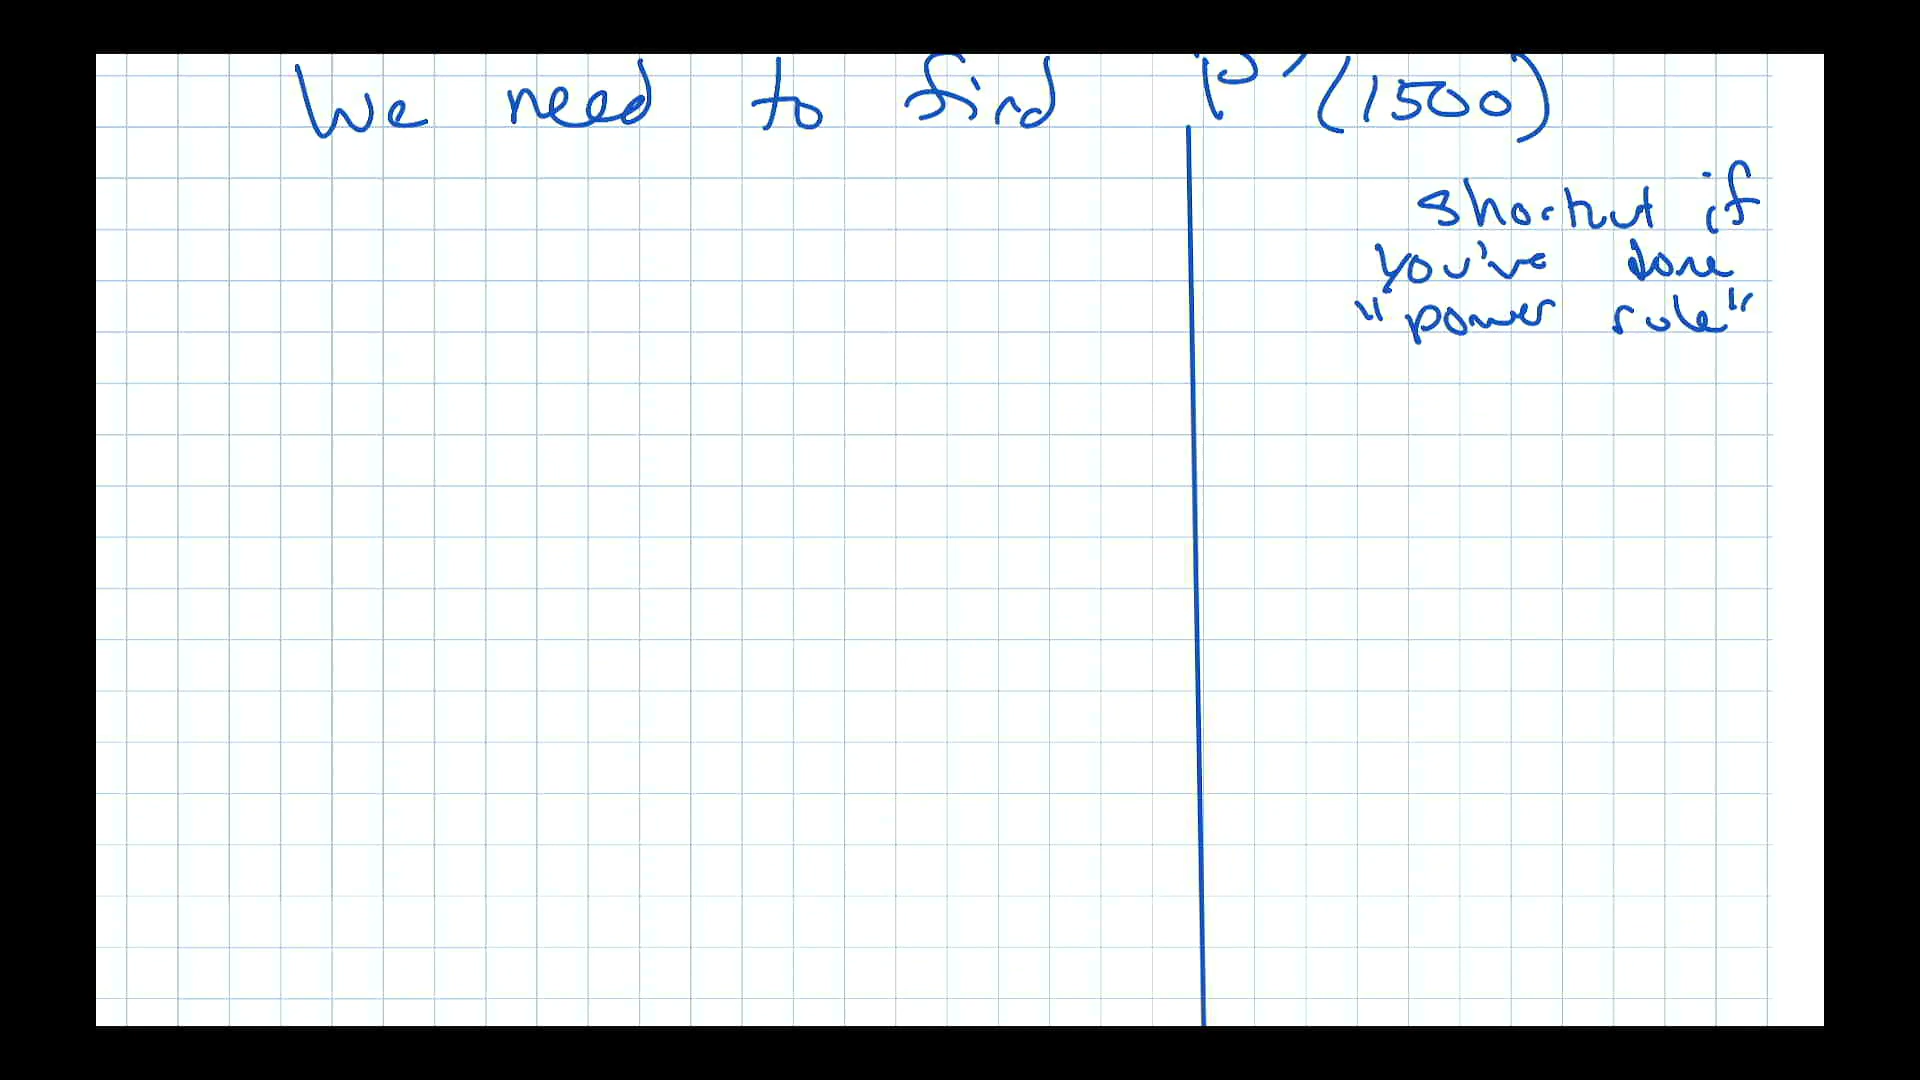 We need to find P'(1500)
shortcut if
you've done
"power rule"